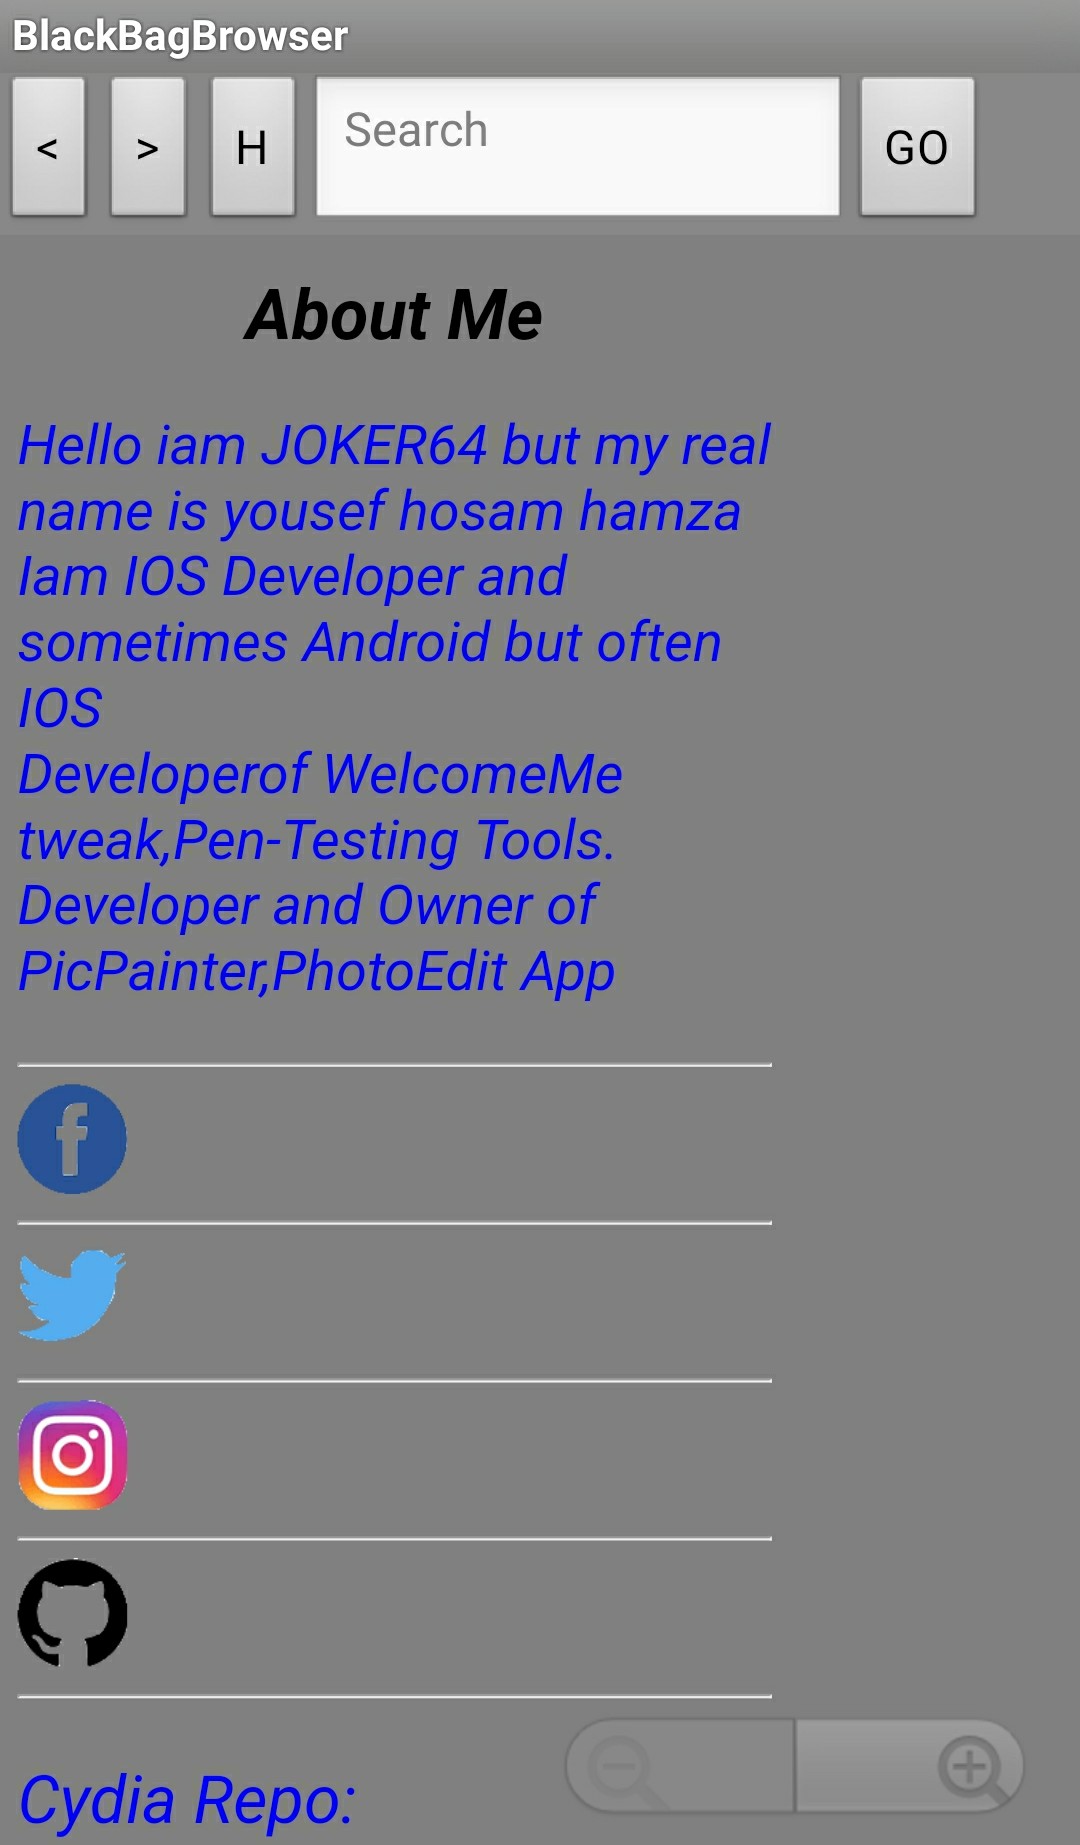 BlackBagBrowser
< > H Search GO
About Me
Hello iam JOKER64 but my real
name is yousef hosam hamza
Iam IOS Developer and
sometimes Android but often
IOS
Developerof WelcomeMe
tweak,Pen-Testing Tools.
Developer and Owner of
PicPainter,PhotoEdit App
Cydia Repo: